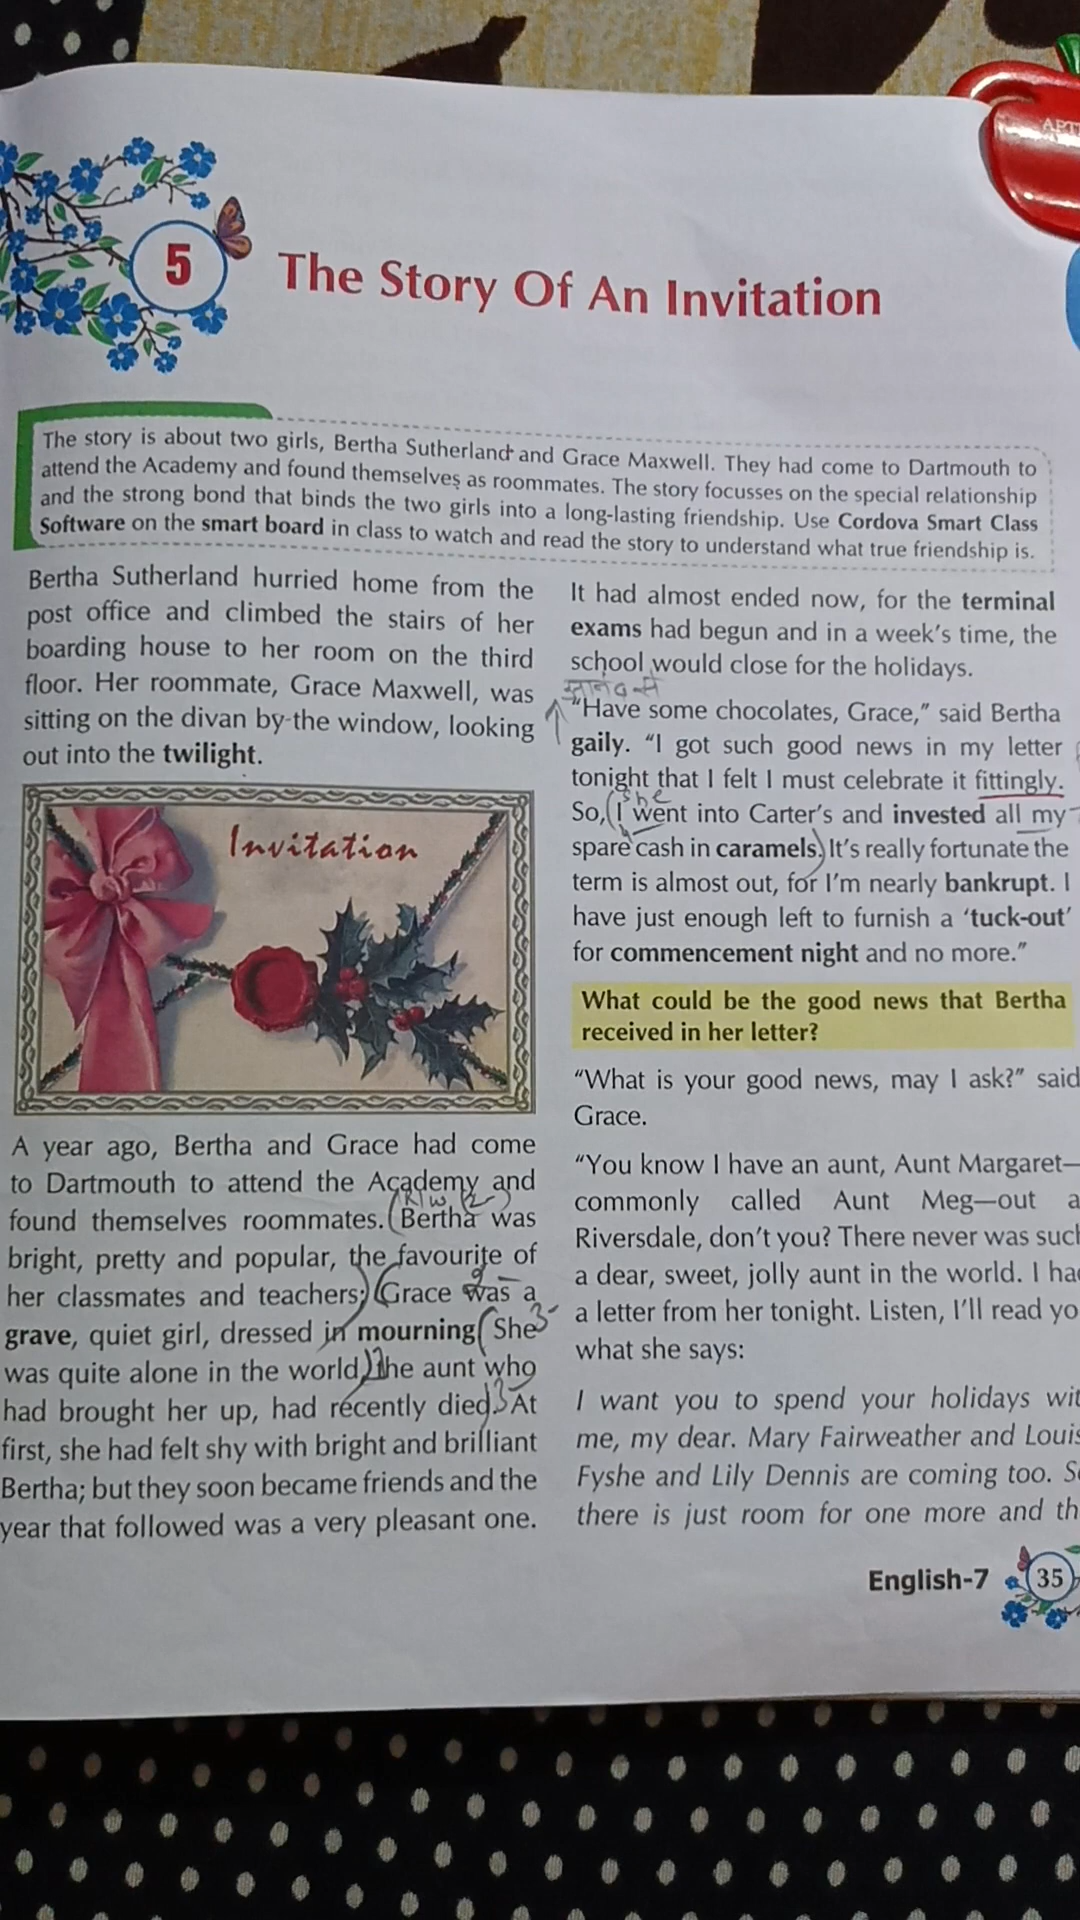 APT
5
The Story Of An Invitation
The story is about two girls, Bertha Sutherland and Grace Maxwell. They had come to Dartmouth to
attend the Academy and found themselves as roommates. The story focusses on the special relationship
and the strong bond that binds the two girls into a long-lasting friendship. Use Cordova Smart Class
Software on the smart board in class to watch and read the story to understand what true friendship is.
Bertha Sutherland hurried home from the
post office and climbed the stairs of her
boarding house to her room on the third
floor. Her roommate, Grace Maxwell, was
sitting on the divan by the window, looking
out into the twilight.
Invitation
A year ago, Bertha and Grace had come
to Dartmouth to attend the Academy and
R/W 2
found themselves roommates. (Bertha was
bright, pretty and popular, the favourite of
her classmates and teachers;) (Grace was a
grave, quiet girl, dressed in mourning. (She
was quite alone in the world,) the aunt who
had brought her up, had recently died. At
first, she had felt shy with bright and brilliant
Bertha; but they soon became friends and the
year that followed was a very pleasant one.
It had almost ended now, for the terminal
exams had begun and in a week's time, the
school would close for the holidays.
"Have some chocolates, Grace," said Bertha
gaily. "I got such good news in my letter
tonight that I felt I must celebrate it fittingly.
she
So, (I went into Carter's and invested all my
spare cash in caramels.) It's really fortunate the
term is almost out, for I'm nearly bankrupt. I
have just enough left to furnish a 'tuck-out'
for commencement night and no more."
What could be the good news that Bertha
received in her letter?
"What is your good news, may I ask?" said
Grace.
"You know I have an aunt, Aunt Margaret—
commonly called Aunt Meg—out a
Riversdale, don't you? There never was such
a dear, sweet, jolly aunt in the world. I ha
a letter from her tonight. Listen, I'll read yo
what she says:
I want you to spend your holidays wit
me, my dear. Mary Fairweather and Louis
Fyshe and Lily Dennis are coming too. S
there is just room for one more and th
English-7
35